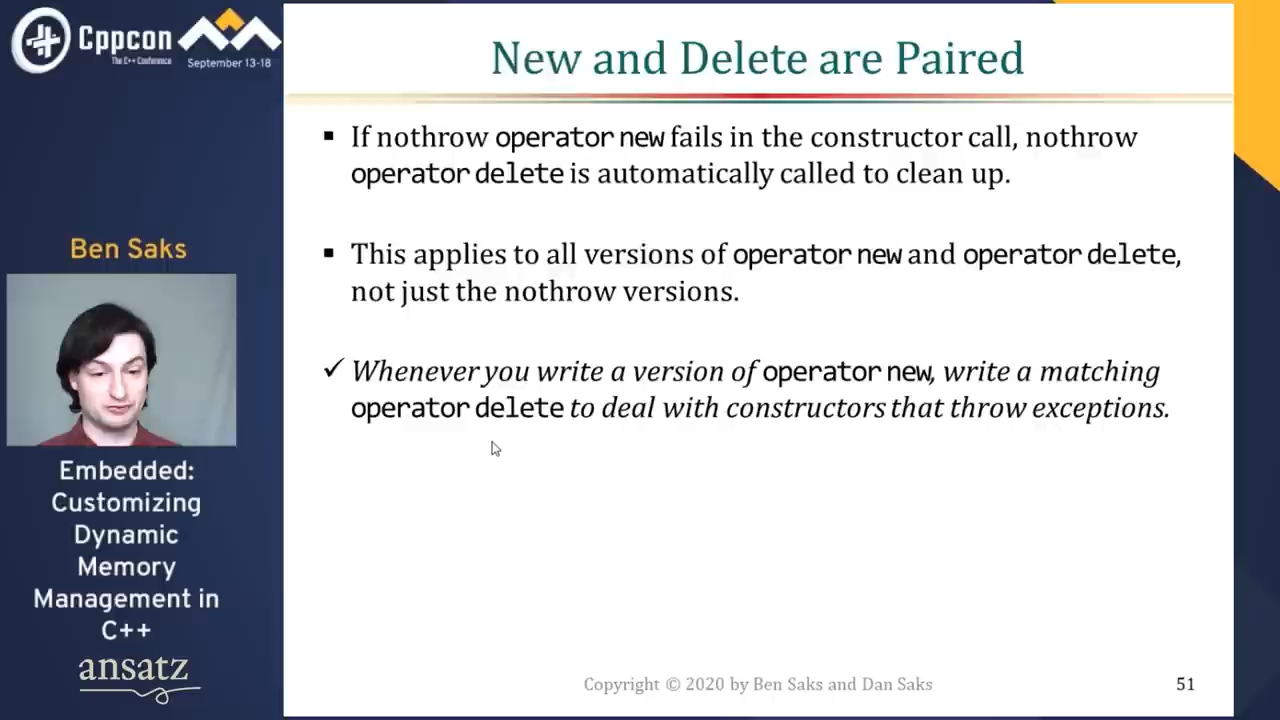 Cppcon
The C++ Conference
September 13-18
Ben Saks
Embedded:
Customizing
Dynamic
Memory
Management in
C++
ansatz
New and Delete are Paired
▪ If nothrow operator new fails in the constructor call, nothrow
operator delete is automatically called to clean up.
▪ This applies to all versions of operator new and operator delete,
not just the nothrow versions.
✓ Whenever you write a version of operator new, write a matching
operator delete to deal with constructors that throw exceptions.
Copyright © 2020 by Ben Saks and Dan Saks
51